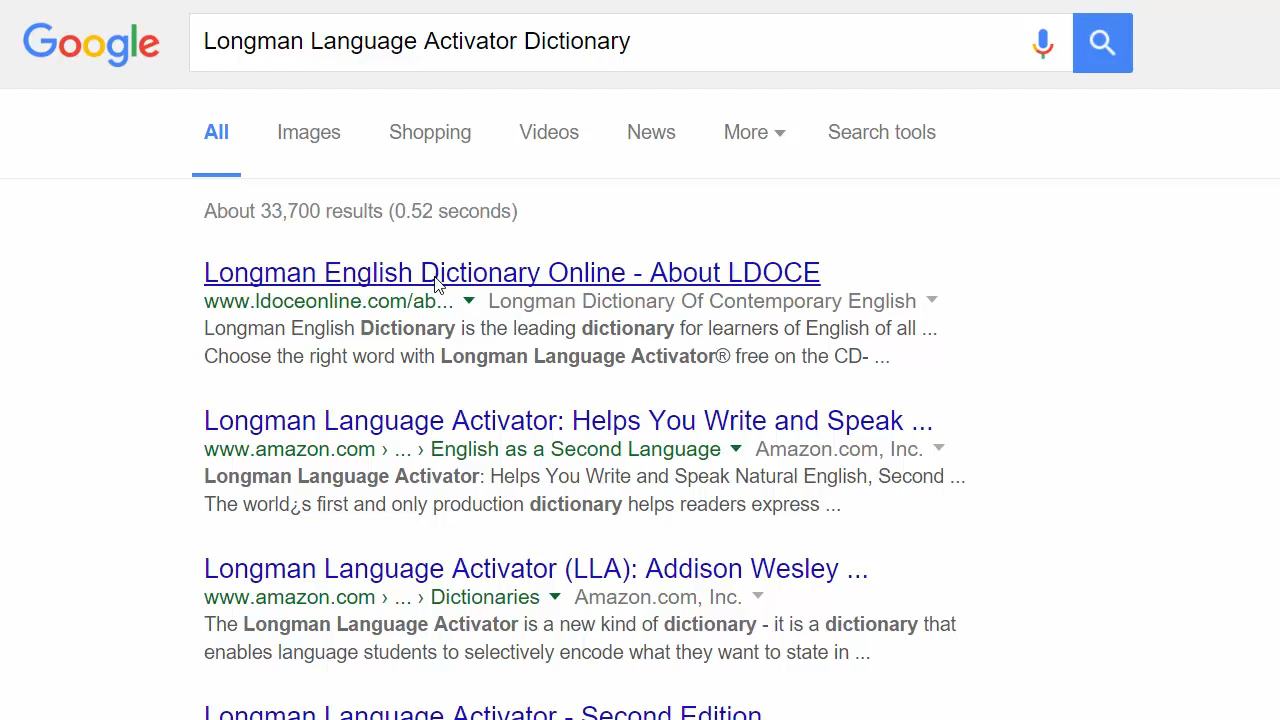 Google
Longman Language Activator Dictionary
All Images Shopping Videos News More Search tools
About 33,700 results (0.52 seconds)
Longman English Dictionary Online - About LDOCE
www.ldoceonline.com/ab... Longman Dictionary Of Contemporary English
Longman English Dictionary is the leading dictionary for learners of English of all ...
Choose the right word with Longman Language Activator® free on the CD- ...
Longman Language Activator: Helps You Write and Speak ...
www.amazon.com › ... › English as a Second Language Amazon.com, Inc.
Longman Language Activator: Helps You Write and Speak Natural English, Second ...
The world¿s first and only production dictionary helps readers express ...
Longman Language Activator (LLA): Addison Wesley ...
www.amazon.com › ... › Dictionaries Amazon.com, Inc.
The Longman Language Activator is a new kind of dictionary - it is a dictionary that
enables language students to selectively encode what they want to state in ...
Longman Language Activator - Second Edition